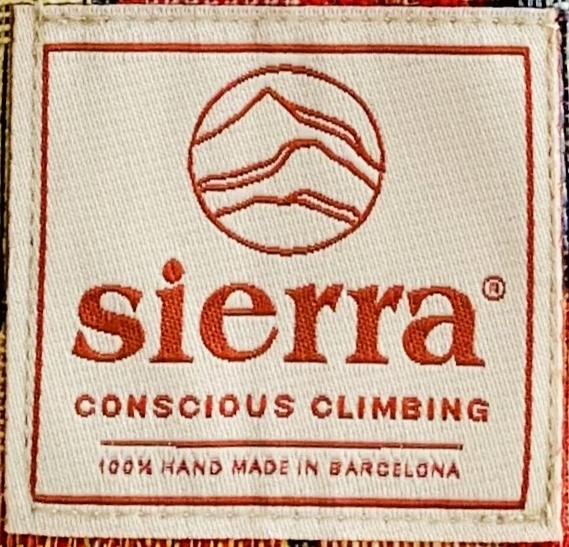 sierra®
CONSCIOUS CLIMBING
100% HAND MADE IN BARCELONA